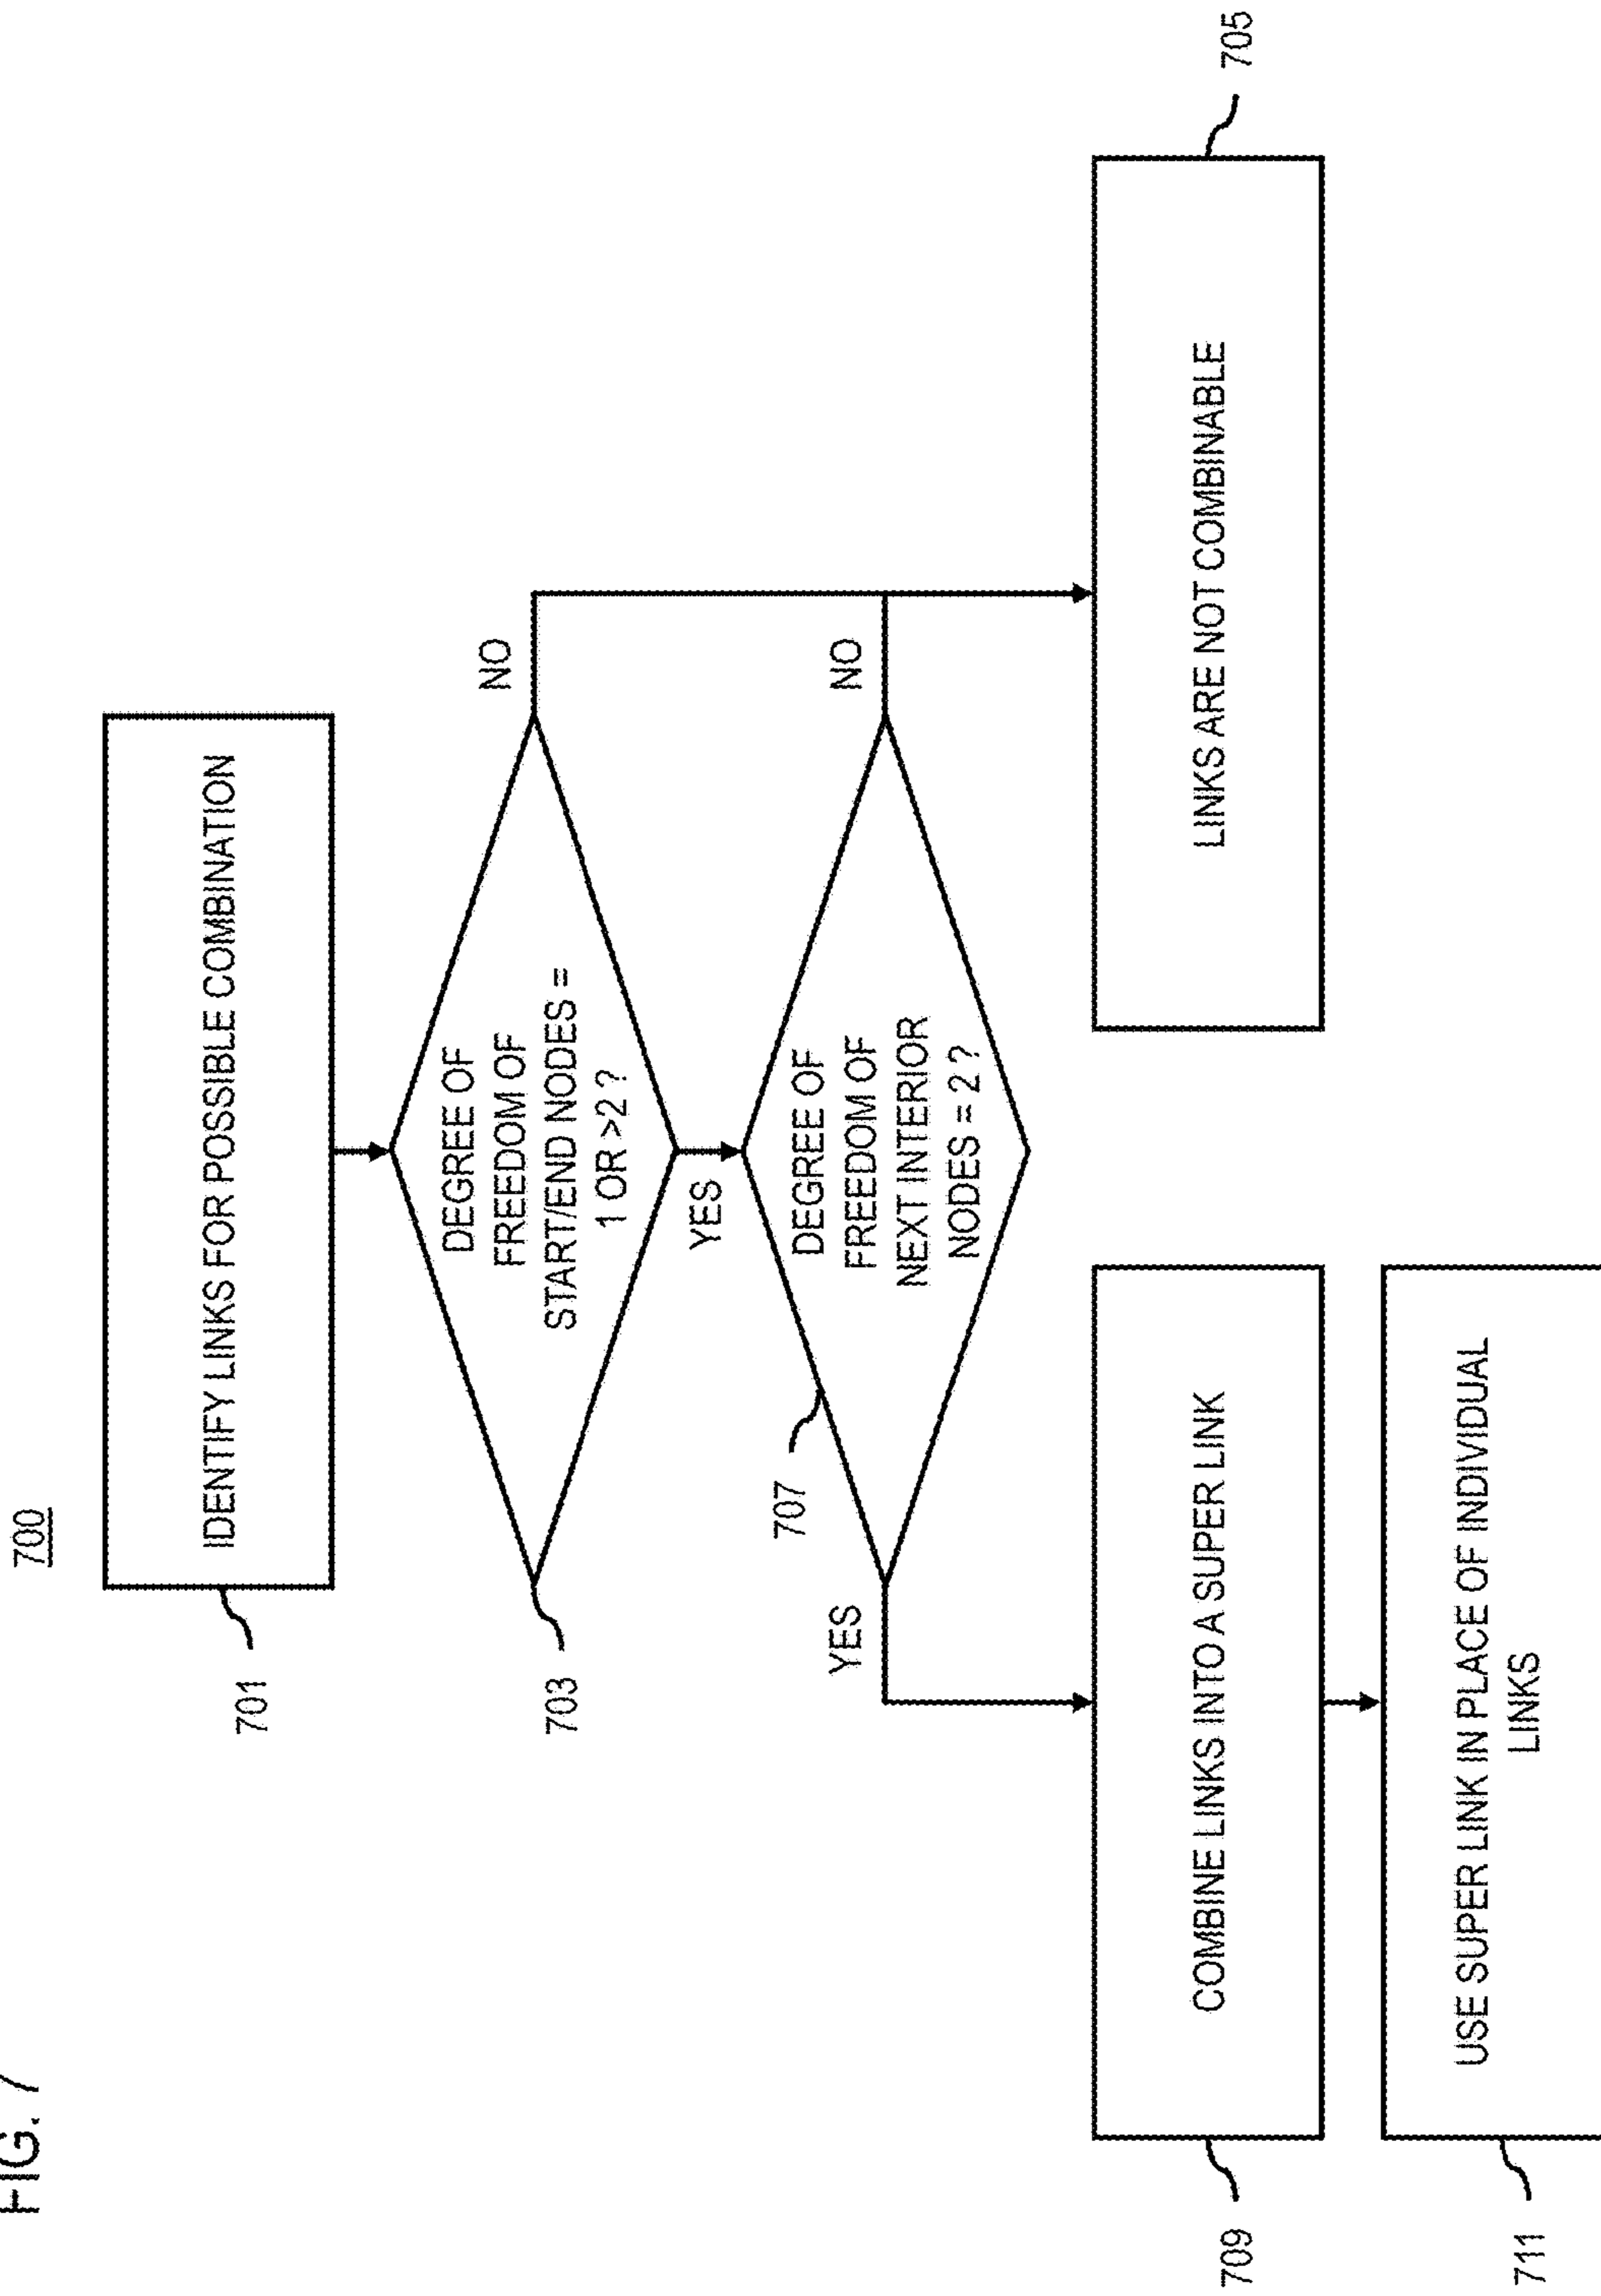 FIG. 7
700
IDENTIFY LINKS FOR POSSIBLE COMBINATION
701
DEGREE OF
FREEDOM OF
START/END NODES =
1 OR >2 ?
703
NO
YES
DEGREE OF
FREEDOM OF
NEXT INTERIOR
NODES = 2 ?
707
NO
YES
COMBINE LINKS INTO A SUPER LINK
709
LINKS ARE NOT COMBINABLE
705
USE SUPER LINK IN PLACE OF INDIVIDUAL
LINKS
711